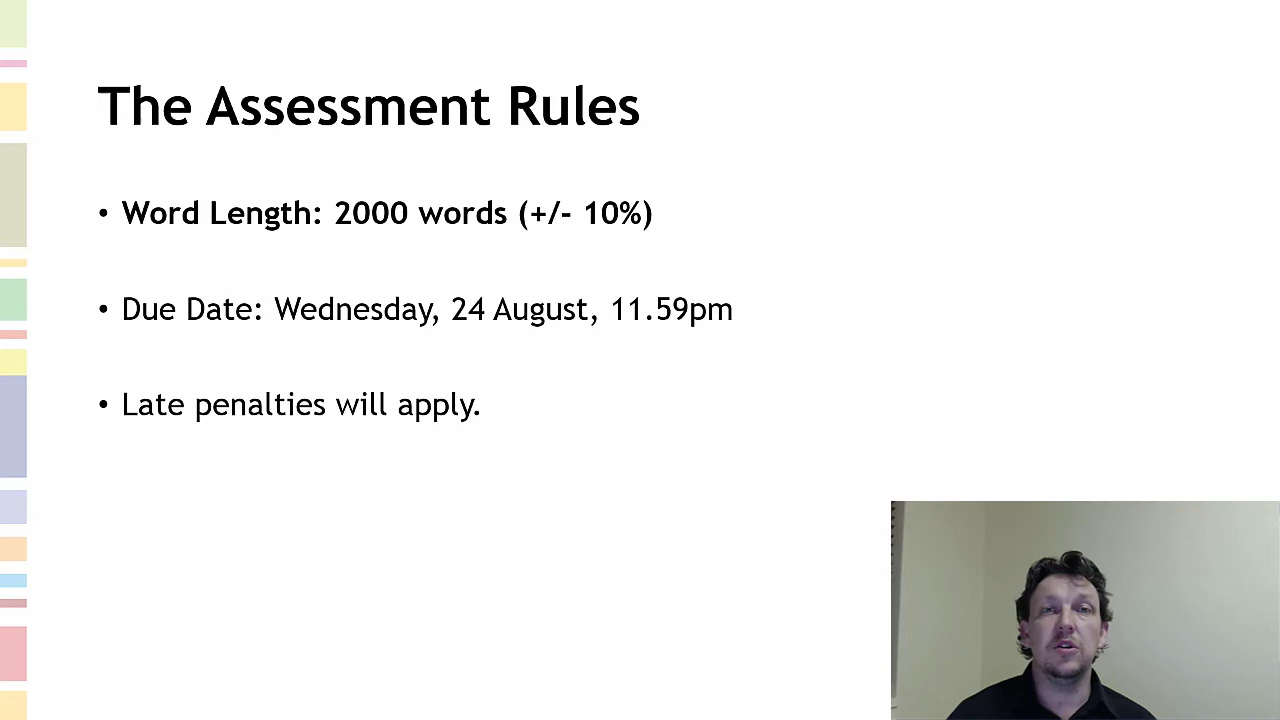 The Assessment Rules
• Word Length: 2000 words (+/- 10%)
• Due Date: Wednesday, 24 August, 11.59pm
• Late penalties will apply.